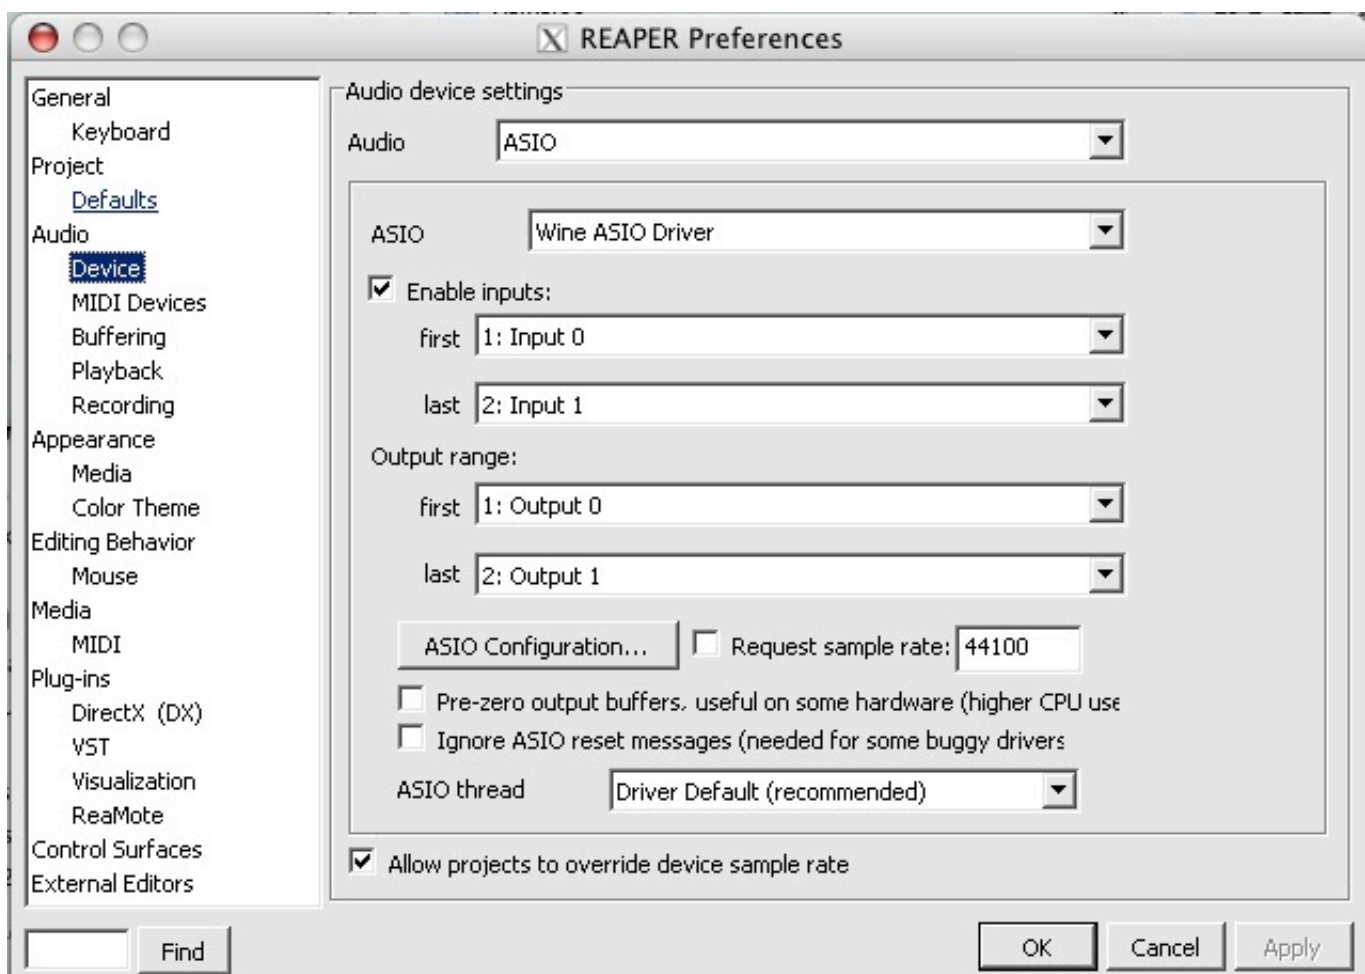 REAPER Preferences
General
Keyboard
Project
Defaults
Audio
Device
MIDI Devices
Buffering
Playback
Recording
Appearance
Media
Color Theme
Editing Behavior
Mouse
Media
MIDI
Plug-ins
DirectX (DX)
VST
Visualization
ReaMote
Control Surfaces
External Editors
Find
Audio device settings
Audio ASIO
ASIO Wine ASIO Driver
Enable inputs:
first 1: Input 0
last 2: Input 1
Output range:
first 1: Output 0
last 2: Output 1
ASIO Configuration... Request sample rate: 44100
Pre-zero output buffers, useful on some hardware (higher CPU use
Ignore ASIO reset messages (needed for some buggy drivers
ASIO thread Driver Default (recommended)
Allow projects to override device sample rate
OK Cancel Apply